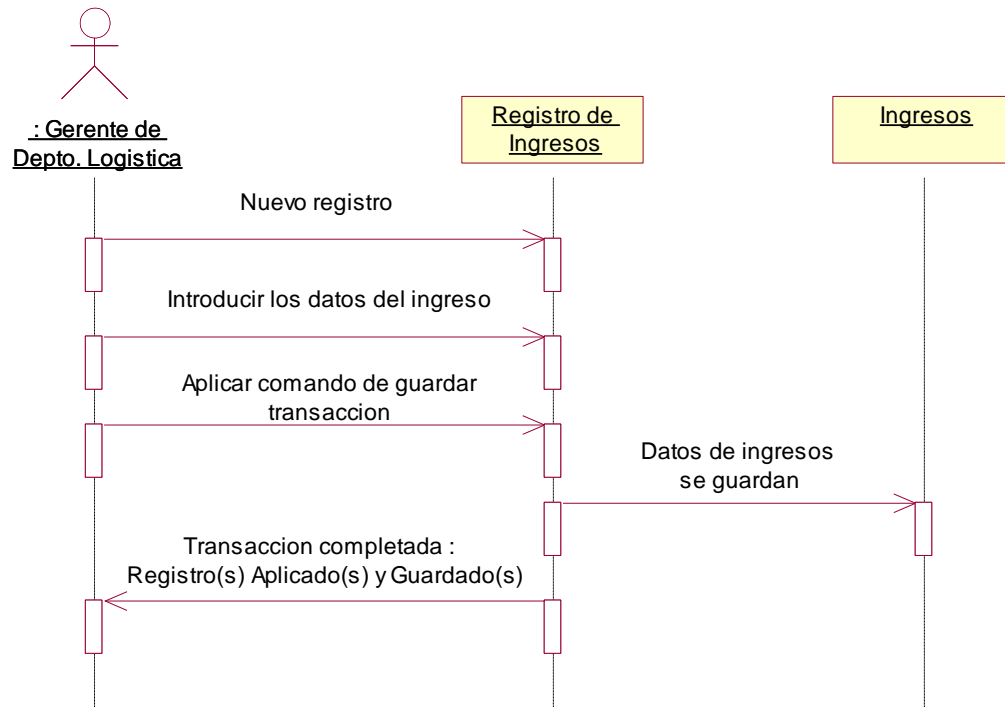 : Gerente de
Depto. Logistica
Registro de
Ingresos
Ingresos
Nuevo registro
Introducir los datos del ingreso
Aplicar comando de guardar
transaccion
Datos de ingresos
se guardan
Transaccion completada :
Registro(s) Aplicado(s) y Guardado(s)